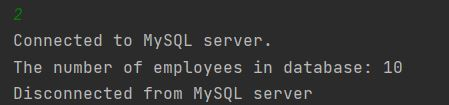 2
Connected to MySQL server.
The number of employees in database: 10
Disconnected from MySQL server